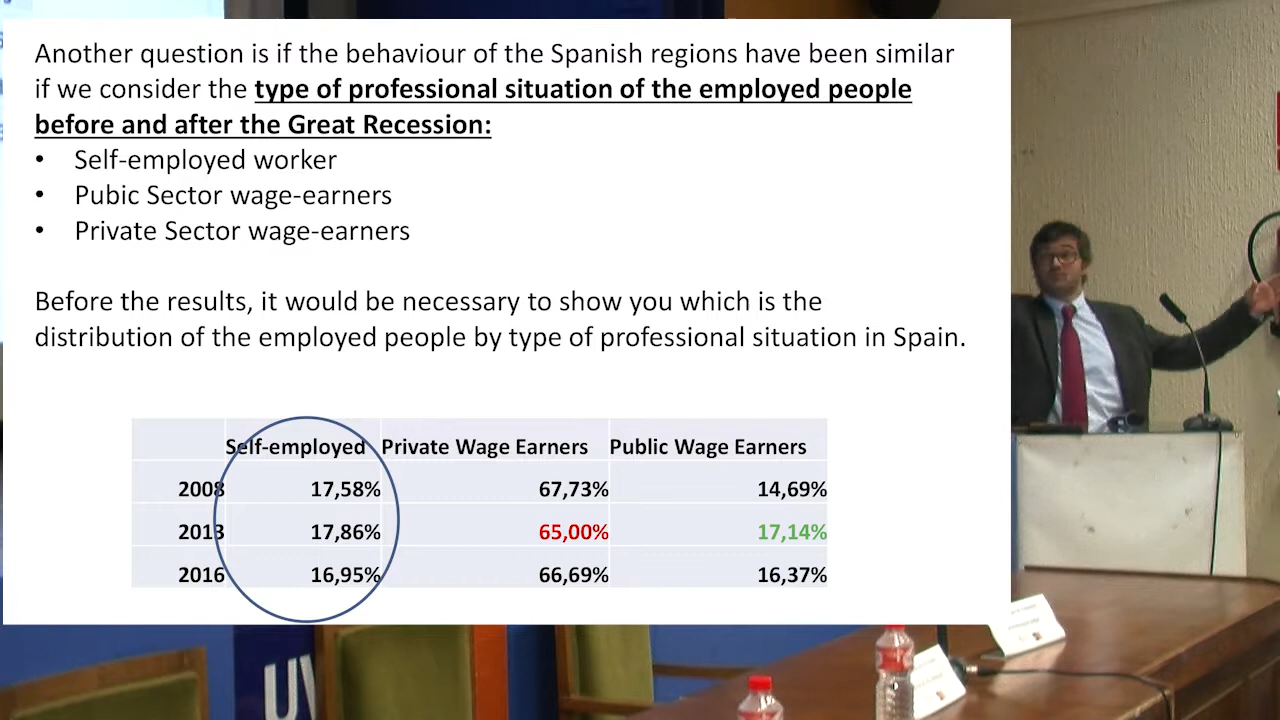 Another question is if the behaviour of the Spanish regions have been similar
if we consider the type of professional situation of the employed people
before and after the Great Recession:
• Self-employed worker
• Pubic Sector wage-earners
• Private Sector wage-earners
Before the results, it would be necessary to show you which is the
distribution of the employed people by type of professional situation in Spain.
Self-employed Private Wage Earners Public Wage Earners
2008 17,58% 67,73% 14,69%
2013 17,86% 65,00% 17,14%
2016 16,95% 66,69% 16,37%